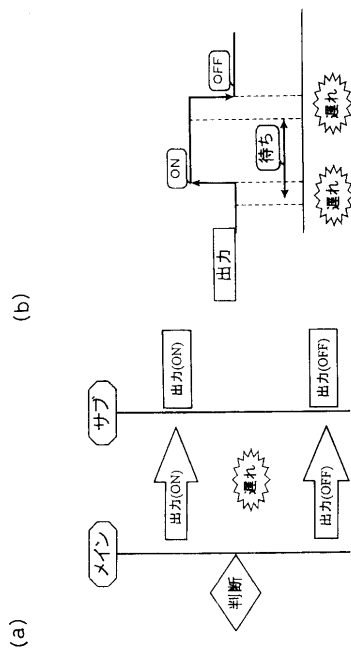 (a)
メイン
サブ
判断
出力(ON)
出力(ON)
遅れ
出力(OFF)
出力(OFF)
(b)
出力
ON
OFF
待ち
遅れ
遅れ